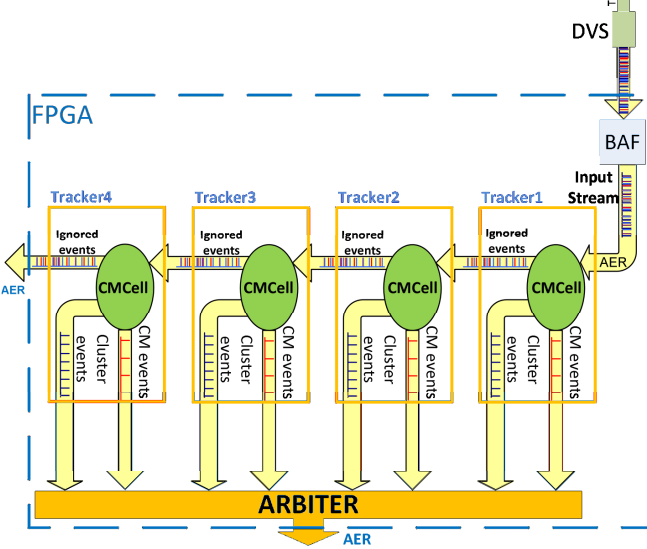 DVS
FPGA
BAF
Input
Stream
Tracker4
Tracker3
Tracker2
Tracker1
Ignored
events
Ignored
events
Ignored
events
Ignored
events
AER
CMCell
CMCell
CMCell
CMCell
AER
CM events
Cluster
events
CM events
Cluster
events
CM events
Cluster
events
CM events
Cluster
events
ARBITER
AER